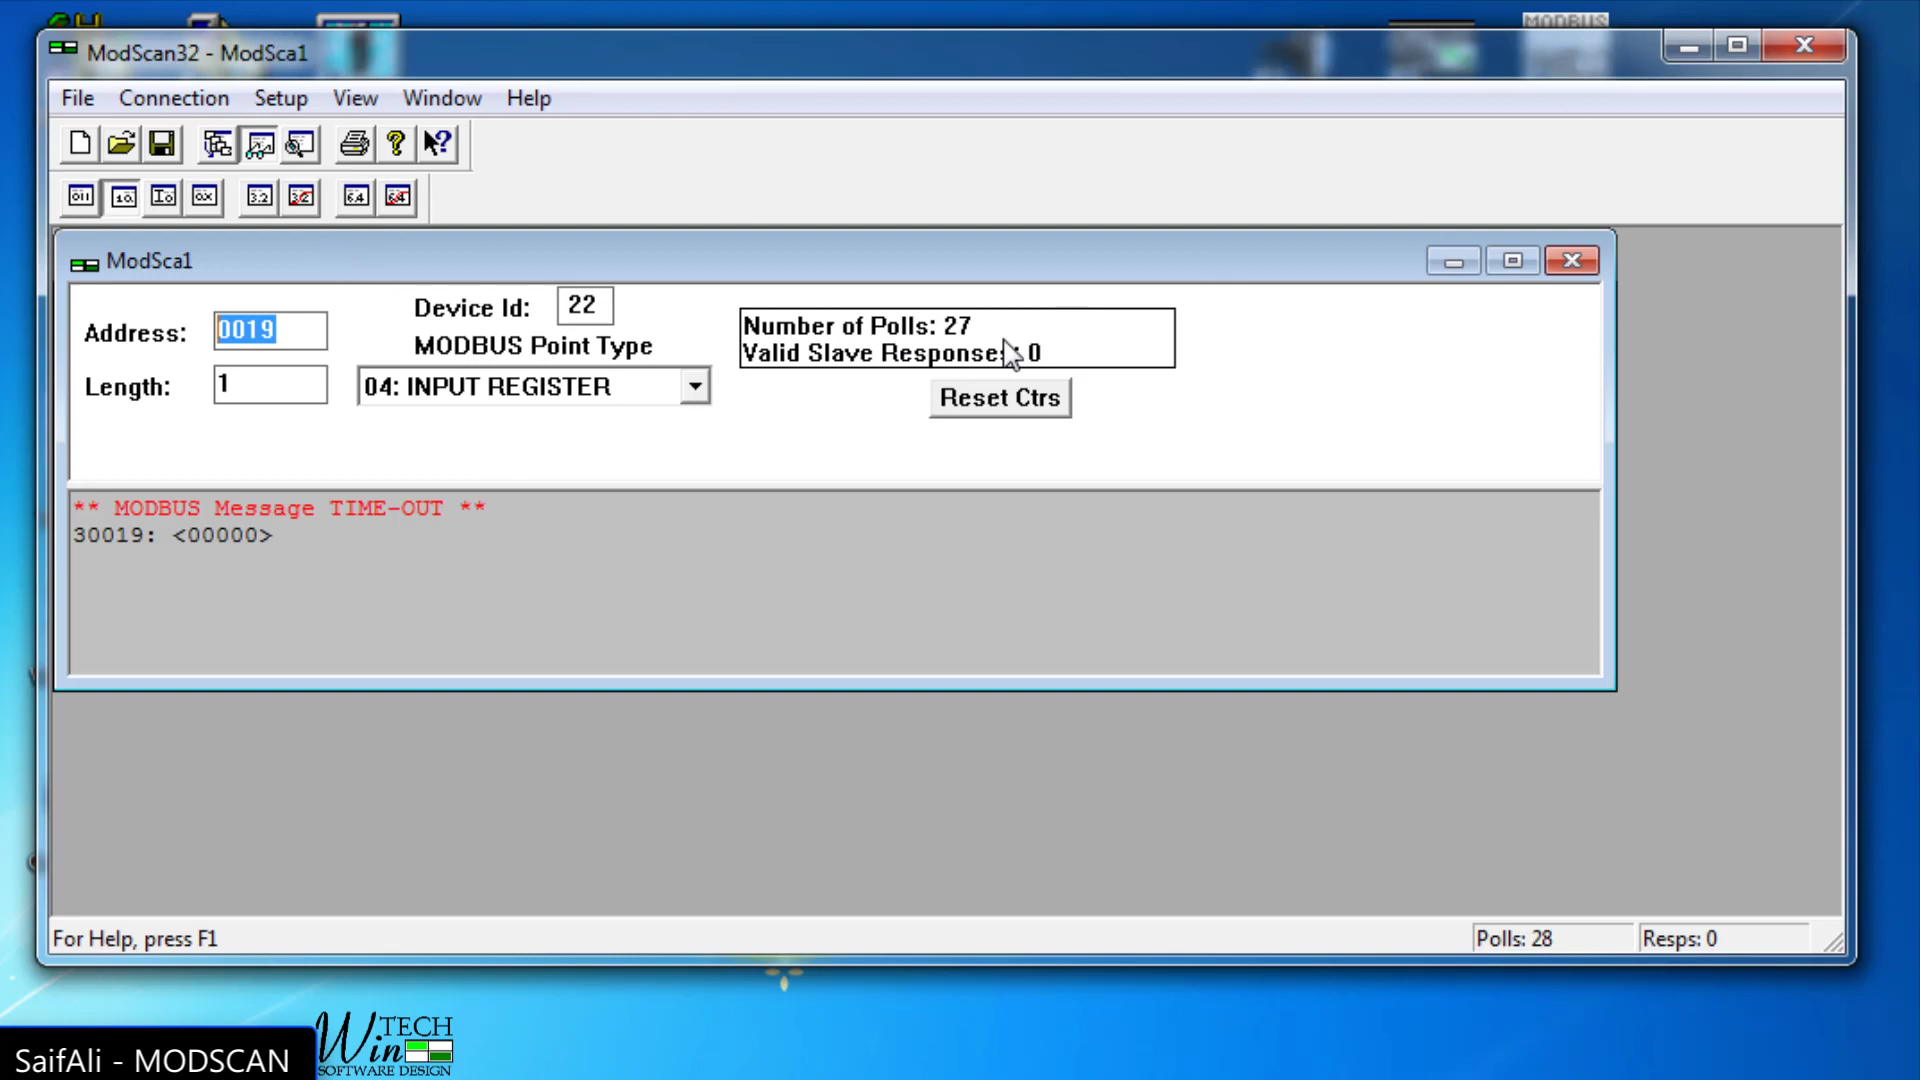 MODBUS
ModScan32 - ModSca1
File Connection Setup View Window Help
ModSca1
Address: 0019
Device Id: 22
MODBUS Point Type
Length: 1
04: INPUT REGISTER
Number of Polls: 27
Valid Slave Responses: 0
Reset Ctrs
** MODBUS Message TIME-OUT **
30019: <00000>
For Help, press F1
Polls: 28
Resps: 0
SaifAli - MODSCAN
WinTECH
SOFTWARE DESIGN